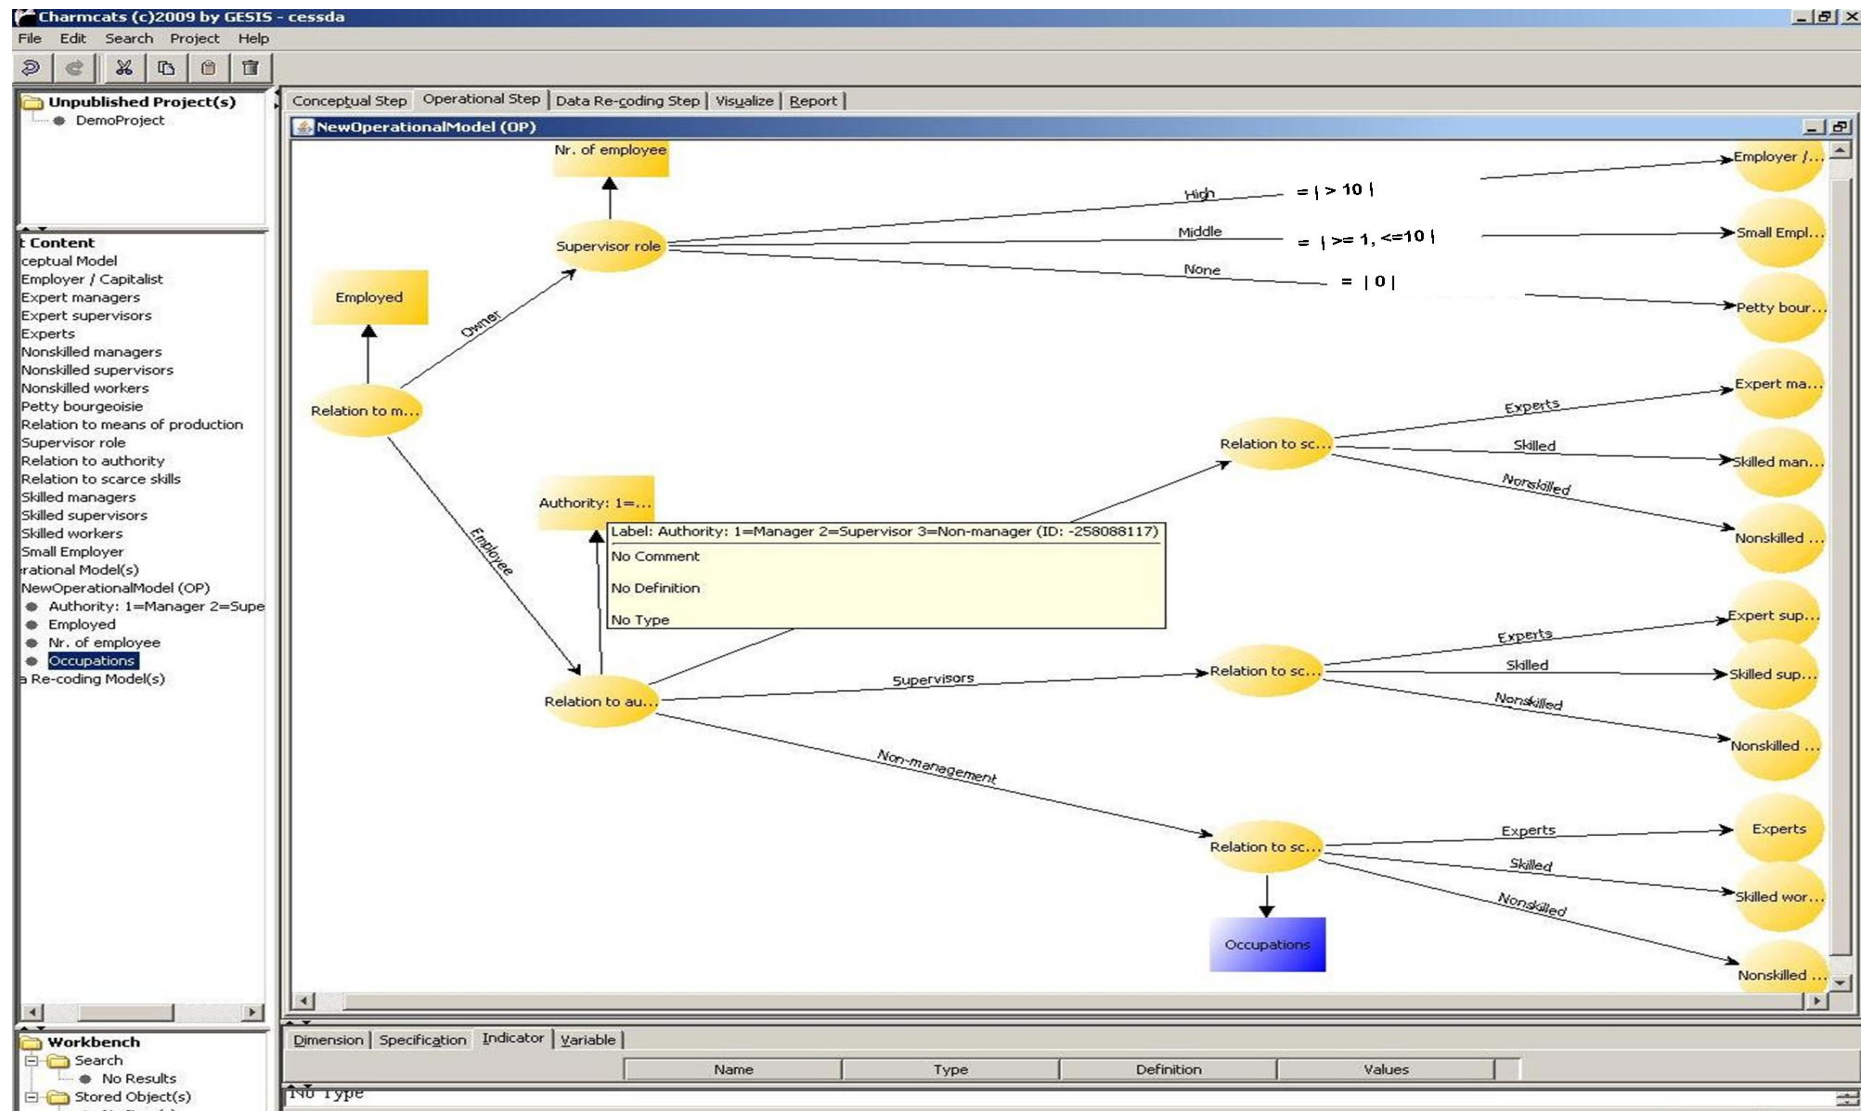 Charmcats (c)2009 by GESIS - cessda
File Edit Search Project Help
Unpublished Project(s)
DemoProject
t Content
ceptual Model
Employer / Capitalist
Expert managers
Expert supervisors
Experts
Nonskilled managers
Nonskilled supervisors
Nonskilled workers
Petty bourgeoisie
Relation to means of production
Supervisor role
Relation to authority
Relation to scarce skills
Skilled managers
Skilled supervisors
Skilled workers
Small Employer
rational Model(s)
NewOperationalModel (OP)
Authority: 1=Manager 2=Supe
Employed
Nr. of employee
Occupations
a Re-coding Model(s)
Workbench
Search
No Results
Stored Object(s)
Conceptual Step Operational Step Data Re-coding Step Visualize Report
NewOperationalModel (OP)
Nr. of employee
Employer /...
High = | > 10 |
Supervisor role
Middle = | >= 1, <=10 |
Small Empl...
None = | 0 |
Petty bour...
Employed
Owner
Relation to m...
Expert ma...
Experts
Relation to sc...
Skilled
Skilled man...
Nonskilled
Nonskilled ...
Authority: 1=...
Label: Authority: 1=Manager 2=Supervisor 3=Non-manager (ID: -258088117)
No Comment
No Definition
No Type
Employee
Expert sup...
Experts
Supervisors
Relation to sc...
Skilled
Skilled sup...
Relation to au...
Nonskilled
Nonskilled ...
Non-management
Experts
Experts
Relation to sc...
Skilled
Skilled wor...
Nonskilled
Occupations
Nonskilled ...
Dimension Specification Indicator Variable
Name Type Definition Values
No Type